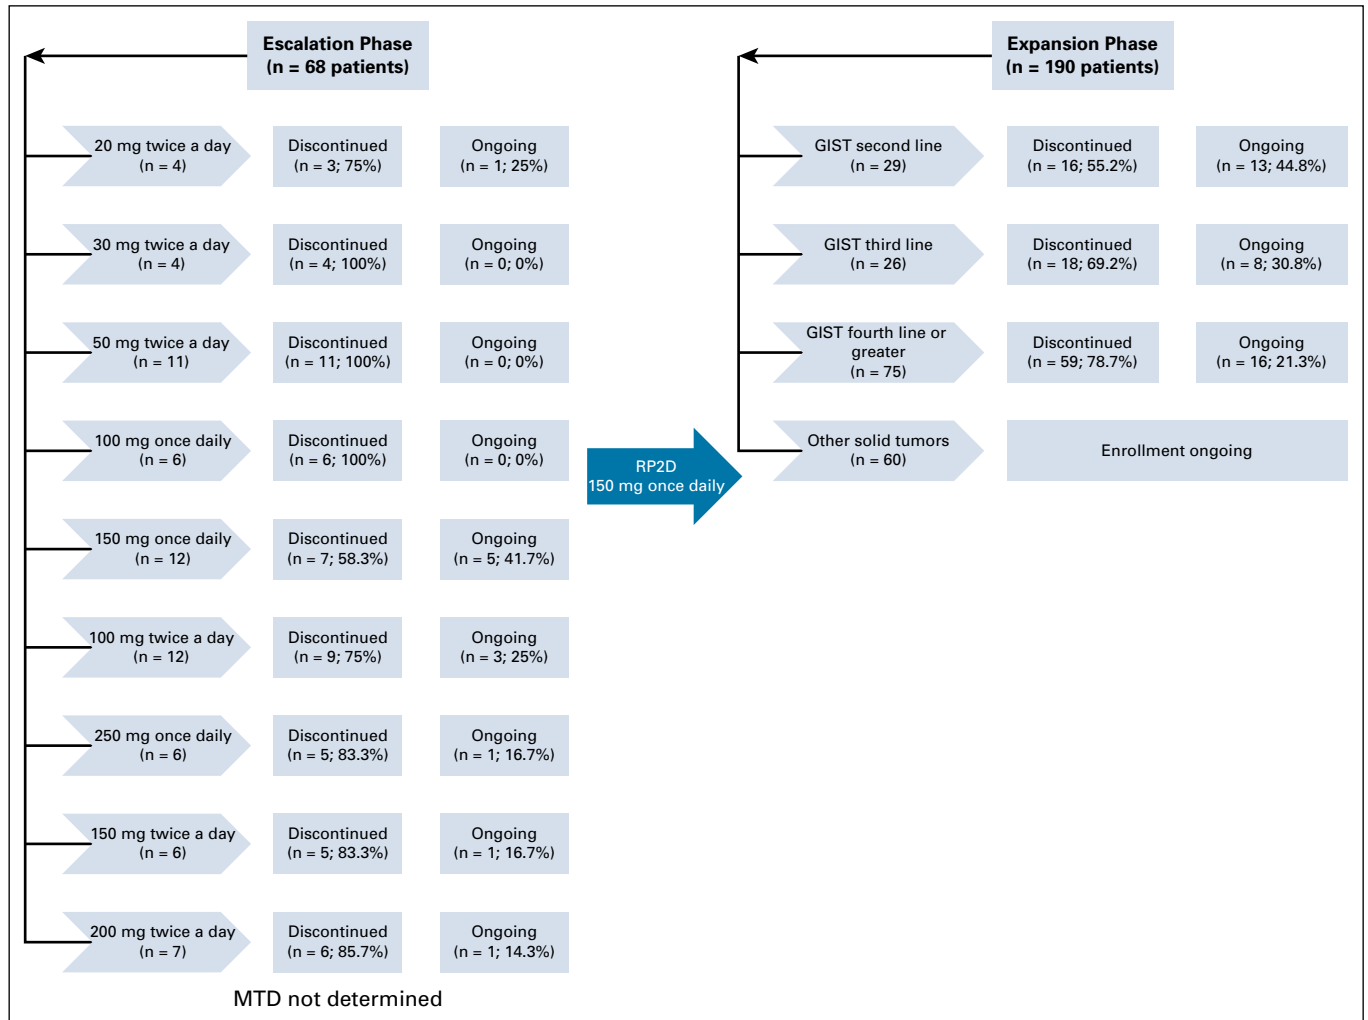 Escalation Phase
(n = 68 patients)
20 mg twice a day
(n = 4)
Discontinued
(n = 3; 75%)
Ongoing
(n = 1; 25%)
30 mg twice a day
(n = 4)
Discontinued
(n = 4; 100%)
Ongoing
(n = 0; 0%)
50 mg twice a day
(n = 11)
Discontinued
(n = 11; 100%)
Ongoing
(n = 0; 0%)
100 mg once daily
(n = 6)
Discontinued
(n = 6; 100%)
Ongoing
(n = 0; 0%)
150 mg once daily
(n = 12)
Discontinued
(n = 7; 58.3%)
Ongoing
(n = 5; 41.7%)
100 mg twice a day
(n = 12)
Discontinued
(n = 9; 75%)
Ongoing
(n = 3; 25%)
250 mg once daily
(n = 6)
Discontinued
(n = 5; 83.3%)
Ongoing
(n = 1; 16.7%)
150 mg twice a day
(n = 6)
Discontinued
(n = 5; 83.3%)
Ongoing
(n = 1; 16.7%)
200 mg twice a day
(n = 7)
Discontinued
(n = 6; 85.7%)
Ongoing
(n = 1; 14.3%)
MTD not determined
RP2D
150 mg once daily
Expansion Phase
(n = 190 patients)
GIST second line
(n = 29)
Discontinued
(n = 16; 55.2%)
Ongoing
(n = 13; 44.8%)
GIST third line
(n = 26)
Discontinued
(n = 18; 69.2%)
Ongoing
(n = 8; 30.8%)
GIST fourth line or
greater
(n = 75)
Discontinued
(n = 59; 78.7%)
Ongoing
(n = 16; 21.3%)
Other solid tumors
(n = 60)
Enrollment ongoing